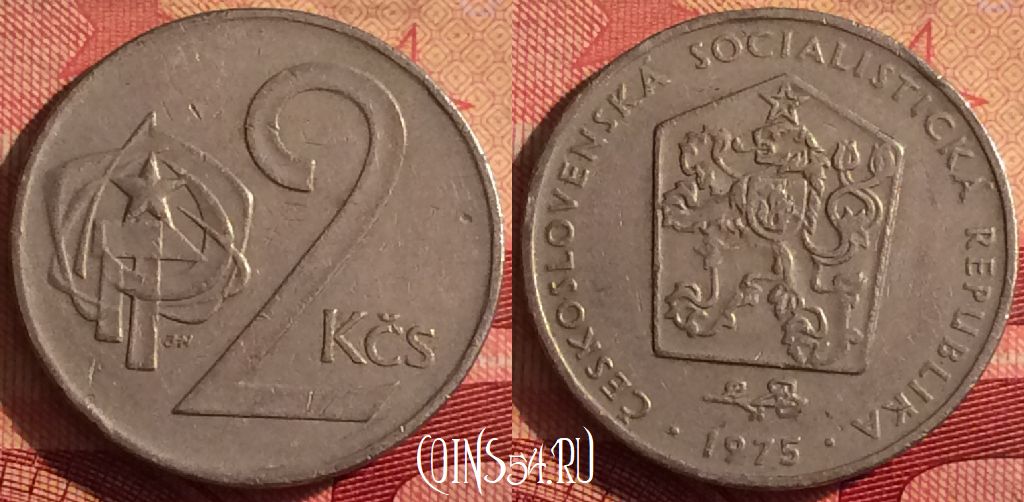 2
Kčs
ČESKOSLOVENSKÁ SOCIALISTICKÁ REPUBLIKA
• 1975 •
COINS54.RU